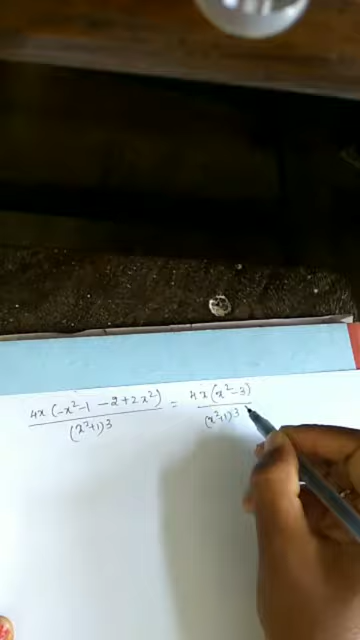 4x(-x²-1-2+2x²)/(x²+1)³ = 4x(x²-3)/(x²+1)³